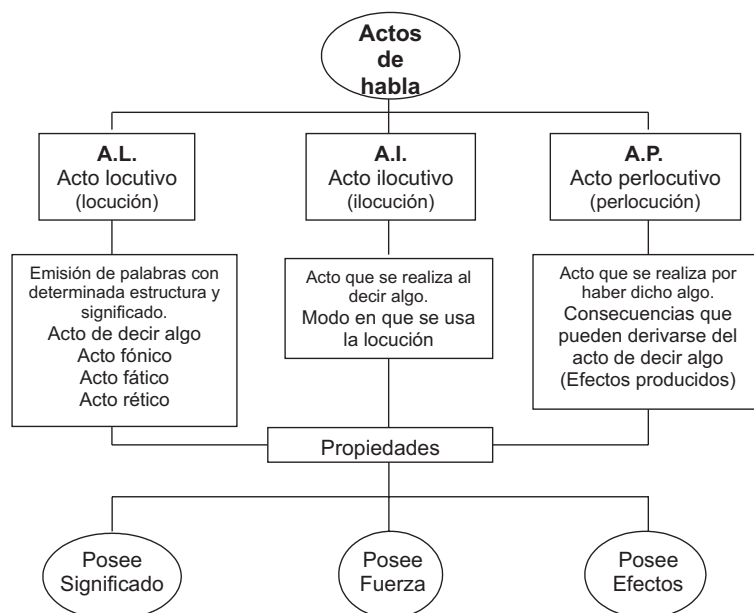 Actos
de
habla
A.L.
Acto locutivo
(locución)
A.I.
Acto ilocutivo
(ilocución)
A.P.
Acto perlocutivo
(perlocución)
Emisión de palabras con
determinada estructura y
significado.
Acto de decir algo
Acto fónico
Acto fático
Acto rético
Acto que se realiza al
decir algo.
Modo en que se usa
la locución
Acto que se realiza por
haber dicho algo.
Consecuencias que
pueden derivarse del
acto de decir algo
(Efectos producidos)
Propiedades
Posee
Significado
Posee
Fuerza
Posee
Efectos